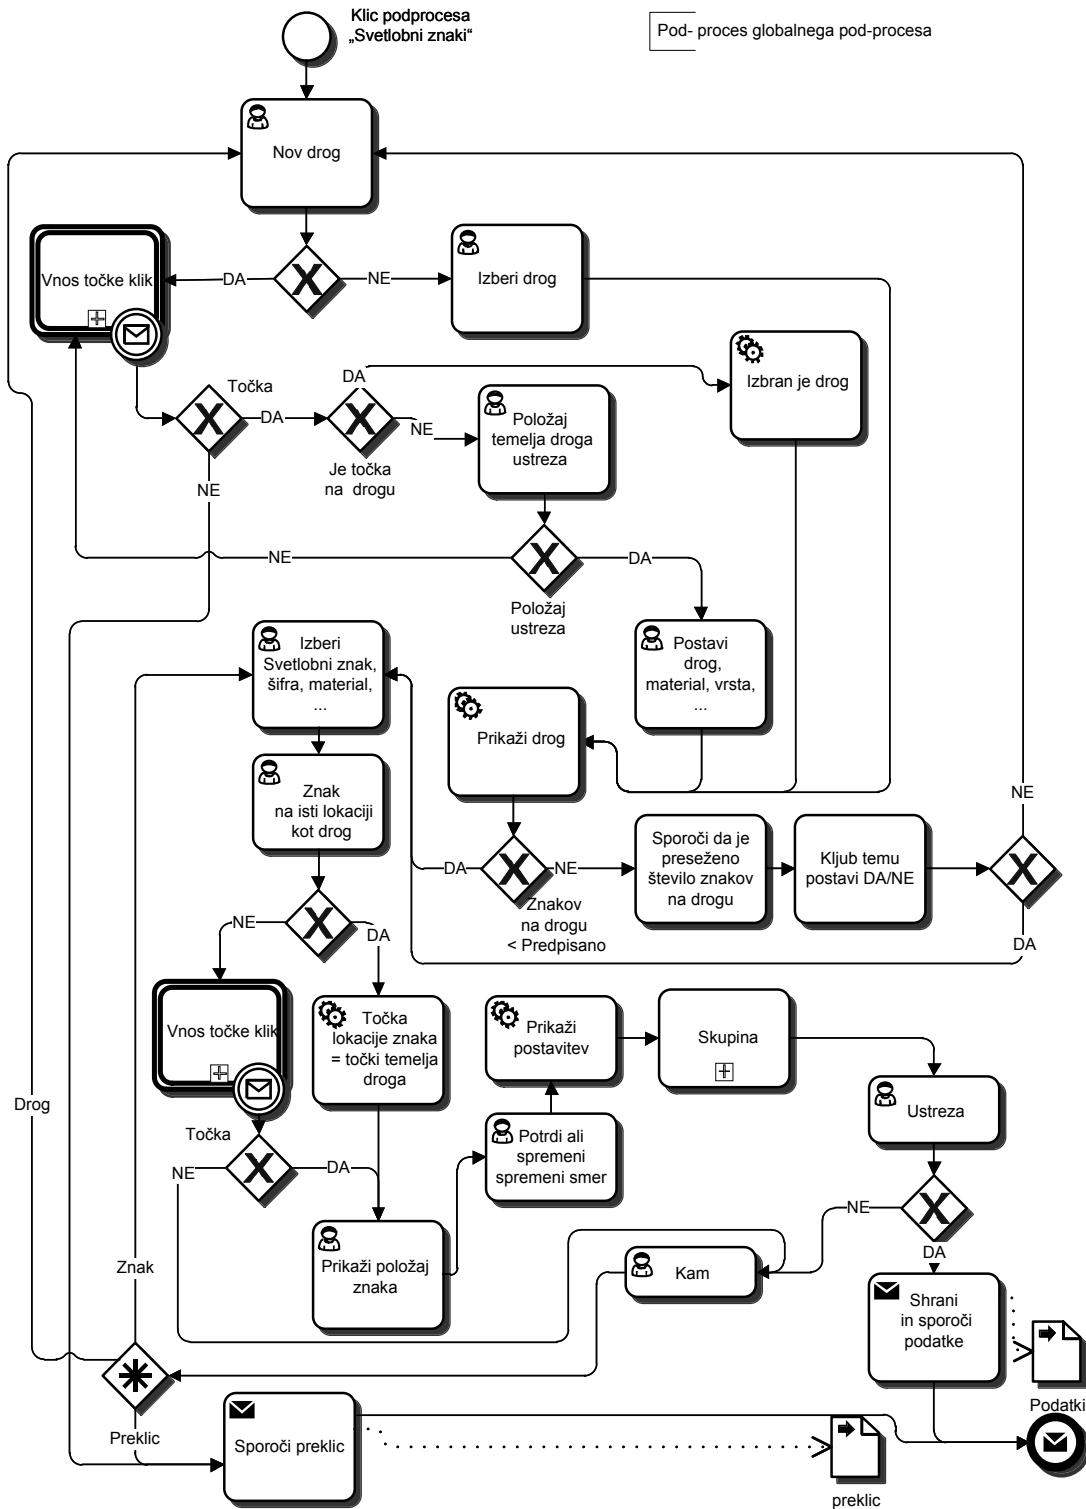 Klic podprocesa
„Svetlobni znaki“
Pod- proces globalnega pod-procesa
Nov drog
Vnos točke klik
DA
NE
Izberi drog
Izbran je drog
Točka
DA
DA
NE
Položaj
temelja droga
ustreza
Je točka
na drogu
NE
NE
DA
Položaj
ustreza
Izberi
Svetlobni znak,
šifra, material,
...
Postavi
drog,
material, vrsta,
...
Prikaži drog
Znak
na isti lokaciji
kot drog
NE
DA
NE
Znakov
na drogu
< Predpisano
Sporoči da je
preseženo
število znakov
na drogu
Kljub temu
postavi DA/NE
DA
NE
DA
Vnos točke klik
Točka
lokacije znaka
= točki temelja
droga
Prikaži
postavitev
Skupina
Drog
Ustreza
Točka
NE
DA
Potrdi ali
spremeni
spremeni smer
NE
DA
Znak
Prikaži položaj
znaka
Kam
Shrani
in sporoči
podatke
Podatki
Preklic
Sporoči preklic
preklic